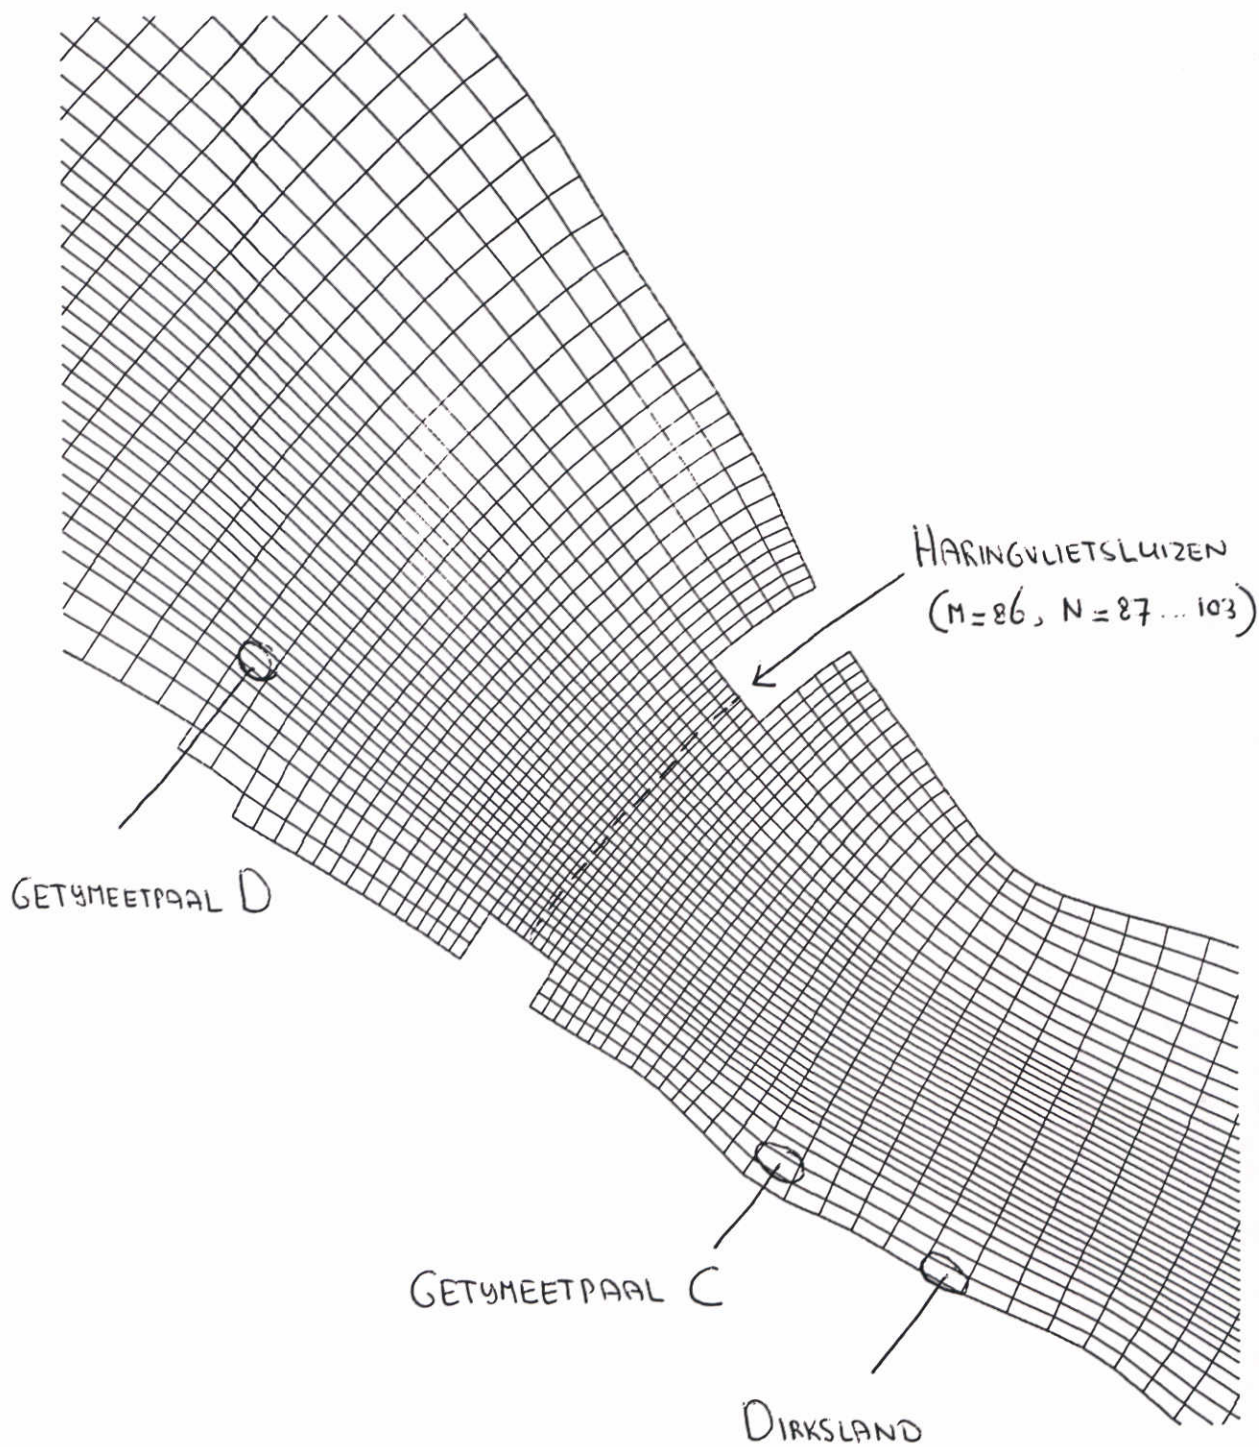 HARINGVLIETSLUIZEN
(M=86, N=87...103)
GETYMEETPAAL D
GETYMEETPAAL C
DIRKSLAND